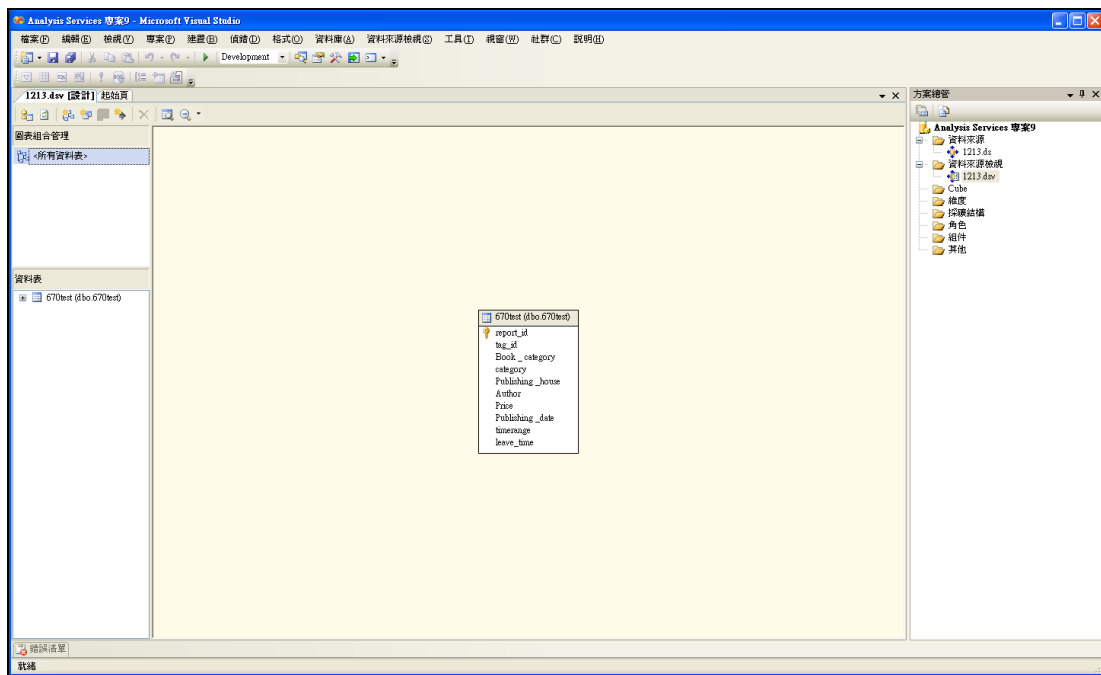 Analysis Services 專案9 - Microsoft Visual Studio
檔案(F) 編輯(E) 檢視(V) 專案(P) 建置(B) 偵錯(D) 格式(O) 資料庫(A) 資料來源檢視(S) 工具(T) 視窗(W) 社群(C) 說明(H)
Development
1213.dsv [設計] 起始頁
圖表組合管理
<所有資料表>
資料表
670test (dbo.670test)
670test (dbo.670test)
report_id
tag_id
Book _ category
category
Publishing _house
Author
Price
Publishing _date
timerange
leave_time
方案總管
Analysis Services 專案9
資料來源
1213.ds
資料來源檢視
1213.dsv
Cube
維度
採礦結構
角色
組件
其他
錯誤清單
就緒